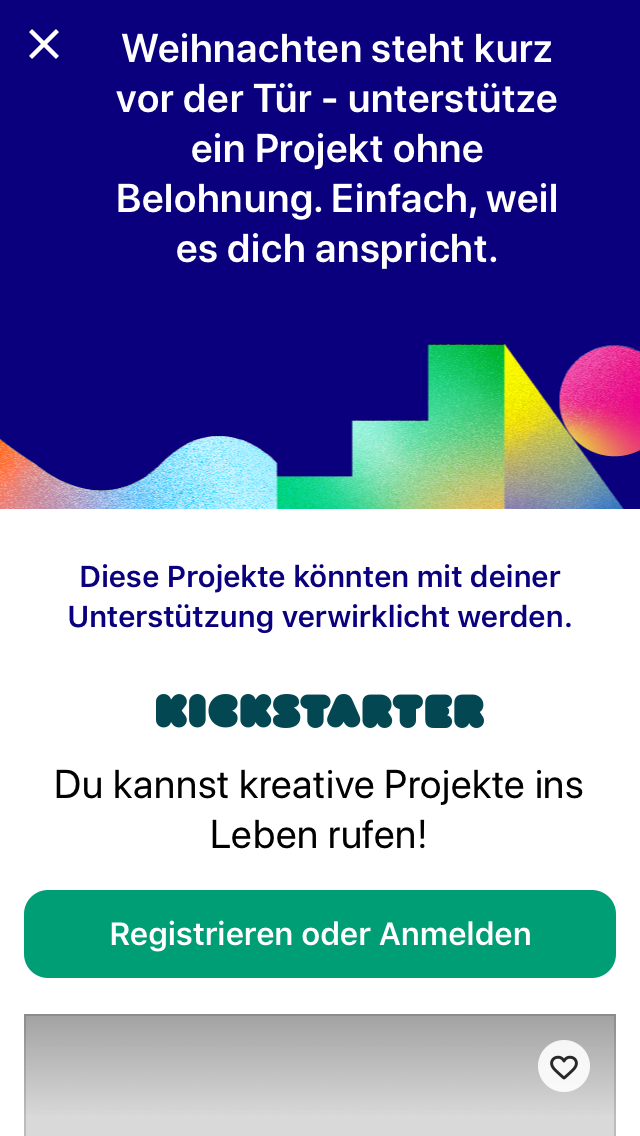 Weihnachten steht kurz
vor der Tür - unterstütze
ein Projekt ohne
Belohnung. Einfach, weil
es dich anspricht.
Diese Projekte könnten mit deiner
Unterstützung verwirklicht werden.
KICKSTARTER
Du kannst kreative Projekte ins
Leben rufen!
Registrieren oder Anmelden